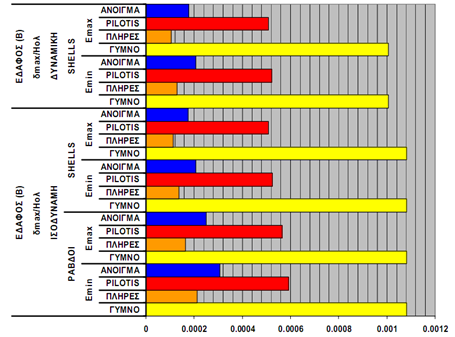 ΕΔΑΦΟΣ (Β)
δmax/Ηολ
ΔΥΝΑΜΙΚΗ
SHELLS
Emax
ΑΝΟΙΓΜΑ
PILOTIS
ΠΛΗΡΕΣ
ΓΥΜΝΟ
Emin
ΑΝΟΙΓΜΑ
PILOTIS
ΠΛΗΡΕΣ
ΓΥΜΝΟ
ΕΔΑΦΟΣ (Β)
δmax/Ηολ
ΙΣΟΔΥΝΑΜΙΚΗ
SHELLS
Emax
ΑΝΟΙΓΜΑ
PILOTIS
ΠΛΗΡΕΣ
ΓΥΜΝΟ
Emin
ΑΝΟΙΓΜΑ
PILOTIS
ΠΛΗΡΕΣ
ΓΥΜΝΟ
ΡΑΒΔΟΙ
Emax
ΑΝΟΙΓΜΑ
PILOTIS
ΠΛΗΡΕΣ
ΓΥΜΝΟ
Emin
ΑΝΟΙΓΜΑ
PILOTIS
ΠΛΗΡΕΣ
ΓΥΜΝΟ
0 0.0002 0.0004 0.0006 0.0008 0.001 0.0012